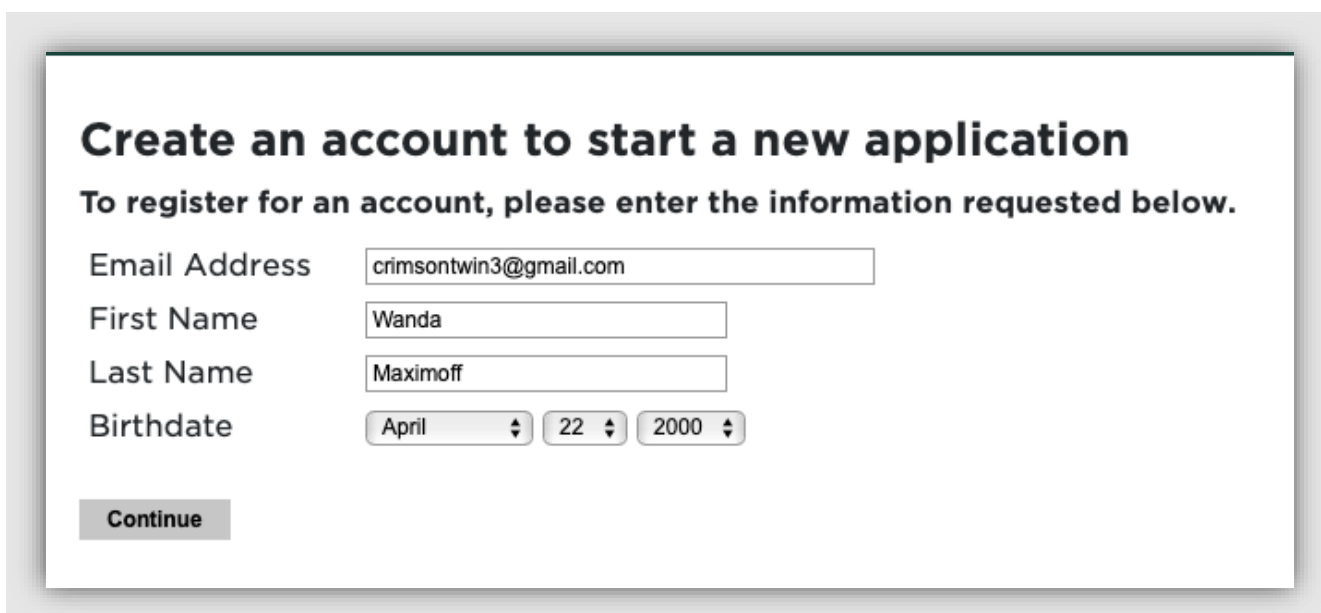 Create an account to start a new application
To register for an account, please enter the information requested below.
Email Address crimsontwin3@gmail.com
First Name Wanda
Last Name Maximoff
Birthdate April 22 2000
Continue